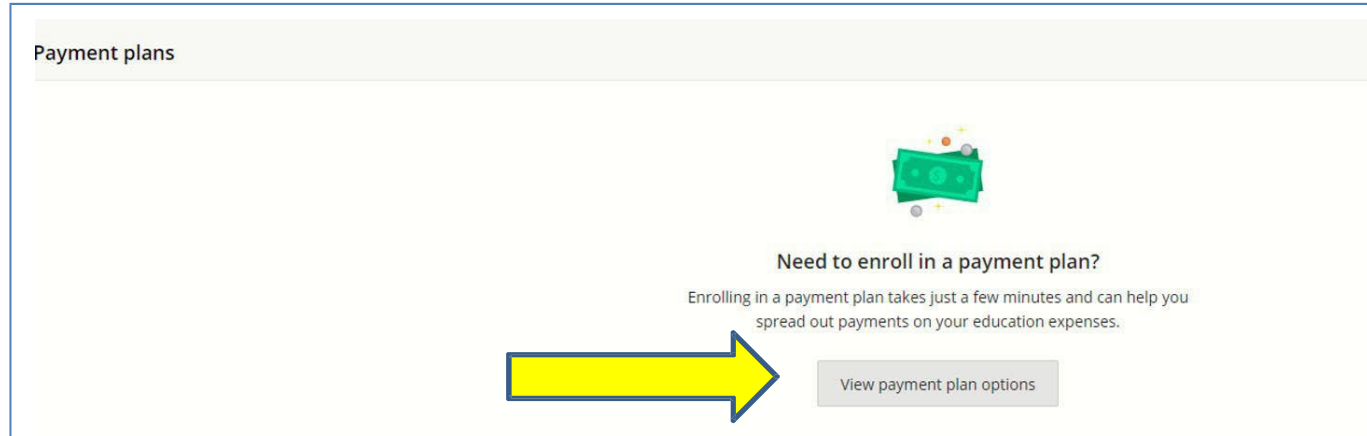 Payment plans
Need to enroll in a payment plan?
Enrolling in a payment plan takes just a few minutes and can help you
spread out payments on your education expenses.
View payment plan options